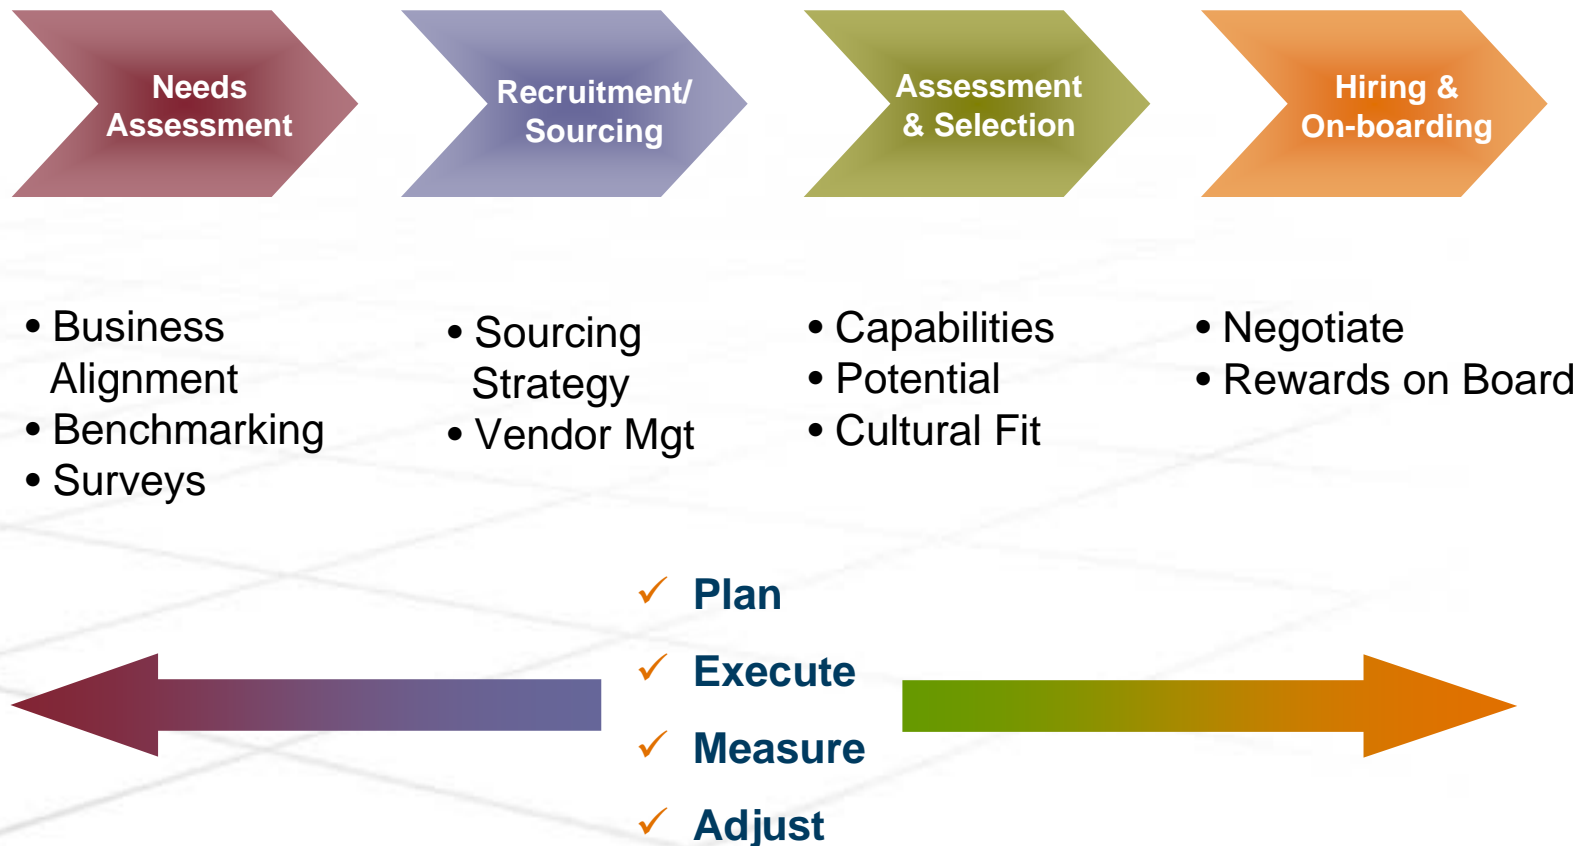 Needs
Assessment
Recruitment/
Sourcing
Assessment
& Selection
Hiring &
On-boarding
• Business
Alignment
• Benchmarking
• Surveys
• Sourcing
Strategy
• Vendor Mgt
• Capabilities
• Potential
• Cultural Fit
• Negotiate
• Rewards on Board
✓ Plan
✓ Execute
✓ Measure
✓ Adjust